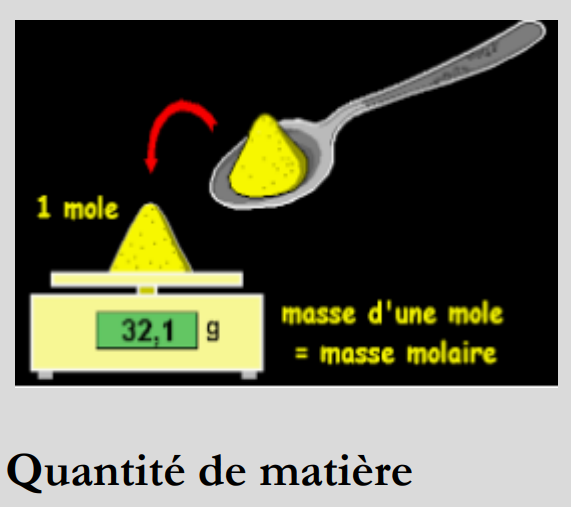 1 mole
32,1 g
masse d'une mole
= masse molaire
Quantité de matière